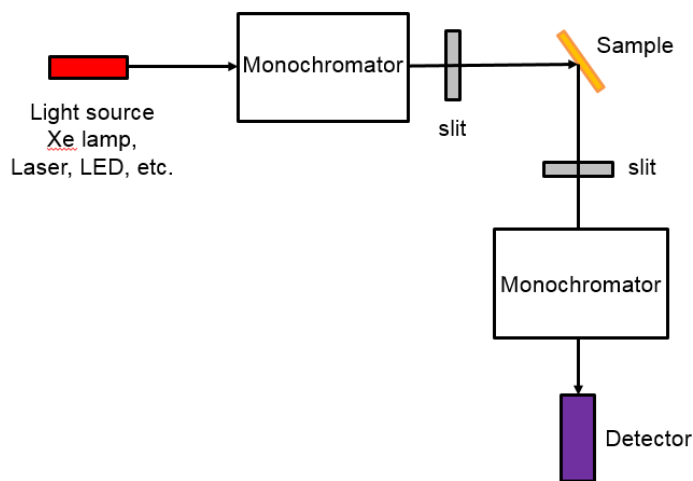 Monochromator
Sample
Light source
Xe lamp,
Laser, LED, etc.
slit
slit
Monochromator
Detector